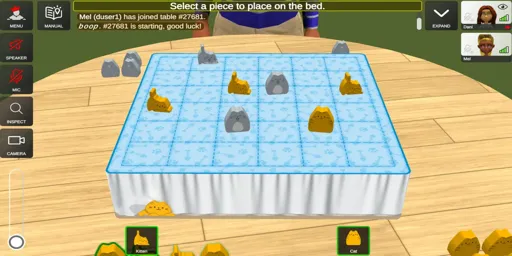 Select a piece to place on the bed.
Mel (duser1) has joined table #27681.
boop. #27681 is starting, good luck!
MENU
MANUAL
EXPAND
Dani
Mel
SPEAKER
MIC
INSPECT
CAMERA
Kitten
Cat